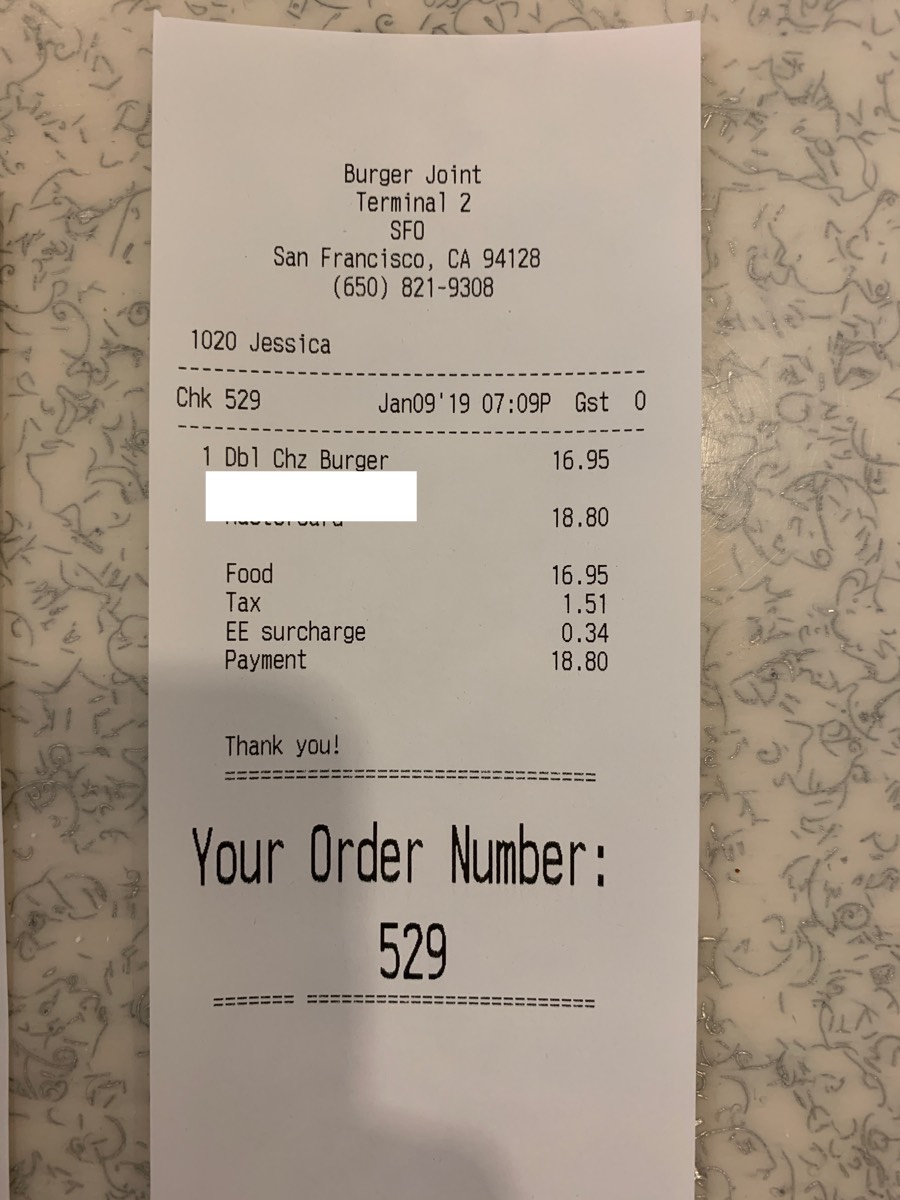 Burger Joint
Terminal 2
SFO
San Francisco, CA 94128
(650) 821-9308
1020 Jessica
--------------------------------------
Chk 529 Jan09'19 07:09P Gst 0
--------------------------------------
1 Dbl Chz Burger 16.95
18.80
Food 16.95
Tax 1.51
EE surcharge 0.34
Payment 18.80
Thank you!
================================
Your Order Number:
529
======= =========================